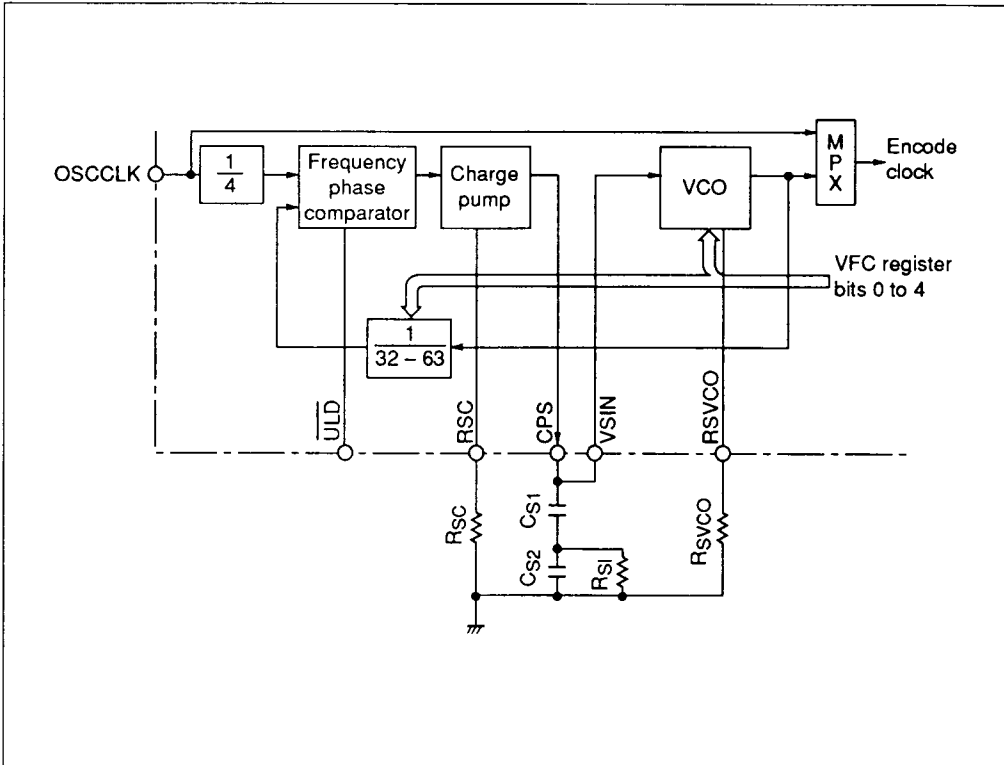 OSCCLK
1
4
Frequency
phase
comparator
Charge
pump
VCO
M
P
X
Encode
clock
VFC register
bits 0 to 4
1
32 – 63
ULD
RSC
CPS
VSIN
RSVCO
RSC
CS1
CS2
RSI
RSVCO